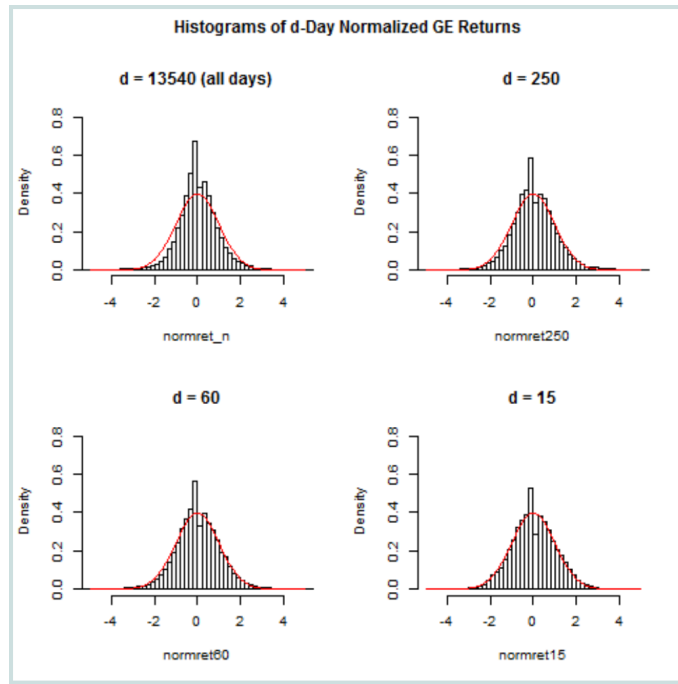 Histograms of d-Day Normalized GE Returns
d = 13540 (all days)
Density
0.0 0.2 0.4 0.6 0.8
-4 -2 0 2 4
normret_n
d = 250
Density
0.0 0.2 0.4 0.6 0.8
-4 -2 0 2 4
normret250
d = 60
Density
0.0 0.2 0.4 0.6 0.8
-4 -2 0 2 4
normret60
d = 15
Density
0.0 0.2 0.4 0.6 0.8
-4 -2 0 2 4
normret15